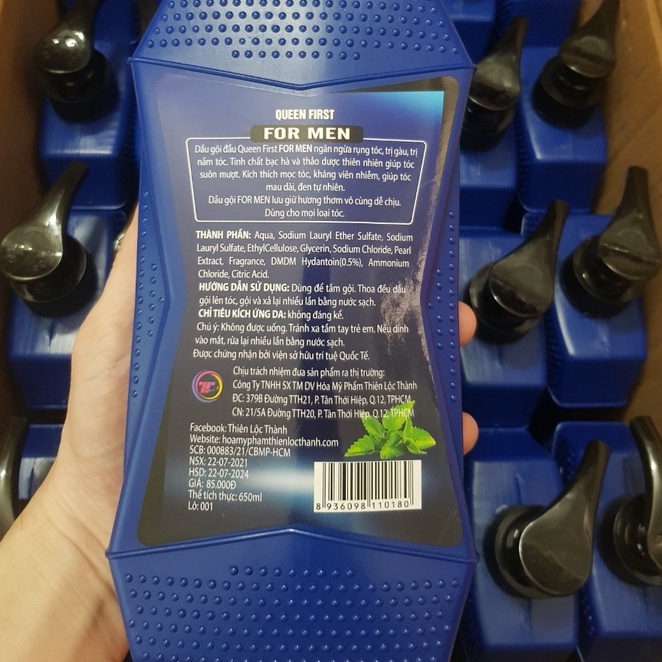 QUEEN FIRST
FOR MEN
Dầu gội đầu Queen First FOR MEN ngăn ngừa rụng tóc, trị gàu, trị
nấm tóc. Tinh chất bạc hà và thảo dược thiên nhiên giúp tóc
suôn mượt. Kích thích mọc tóc, kháng viên nhiễm, giúp tóc
mau dài, đen tự nhiên.
Dầu gội FOR MEN lưu giữ hương thơm vô cùng dễ chịu.
Dùng cho mọi loại tóc.
THÀNH PHẦN: Aqua, Sodium Lauryl Ether Sulfate, Sodium
Lauryl Sulfate, EthylCellulose, Glycerin, Sodium Chloride, Pearl
Extract, Fragrance, DMDM Hydantoin(0.5%), Ammonium
Chloride, Citric Acid.
HƯỚNG DẪN SỬ DỤNG: Dùng để tắm gội. Thoa đều dầu
gội lên tóc, gội và xả lại nhiều lần bằng nước sạch.
CHỈ TIÊU KÍCH ỨNG DA: không đáng kể.
Chú ý: Không được uống. Tránh xa tầm tay trẻ em. Nếu dính
vào mắt, rửa lại nhiều lần bằng nước sạch.
Được chứng nhận bởi viện sở hữu trí tuệ Quốc Tế.
Chịu trách nhiệm đưa sản phẩm ra thị trường:
Công Ty TNHH SX TM DV Hóa Mỹ Phẩm Thiên Lộc Thành
ĐC: 379B Đường TTH21, P. Tân Thới Hiệp, Q.12, TPHCM
CN: 21/5A Đường TTH20, P. Tân Thới Hiệp, Q.12, TPHCM
Facebook: Thiên Lộc Thành
Website: hoamyphamthienlocthanh.com
SCB: 000883/21/CBMP-HCM
NSX: 22-07-2021
HSD: 22-07-2024
GIÁ: 85.000Đ
Thể tích thực: 650ml
Lô: 001
8 936098 110180